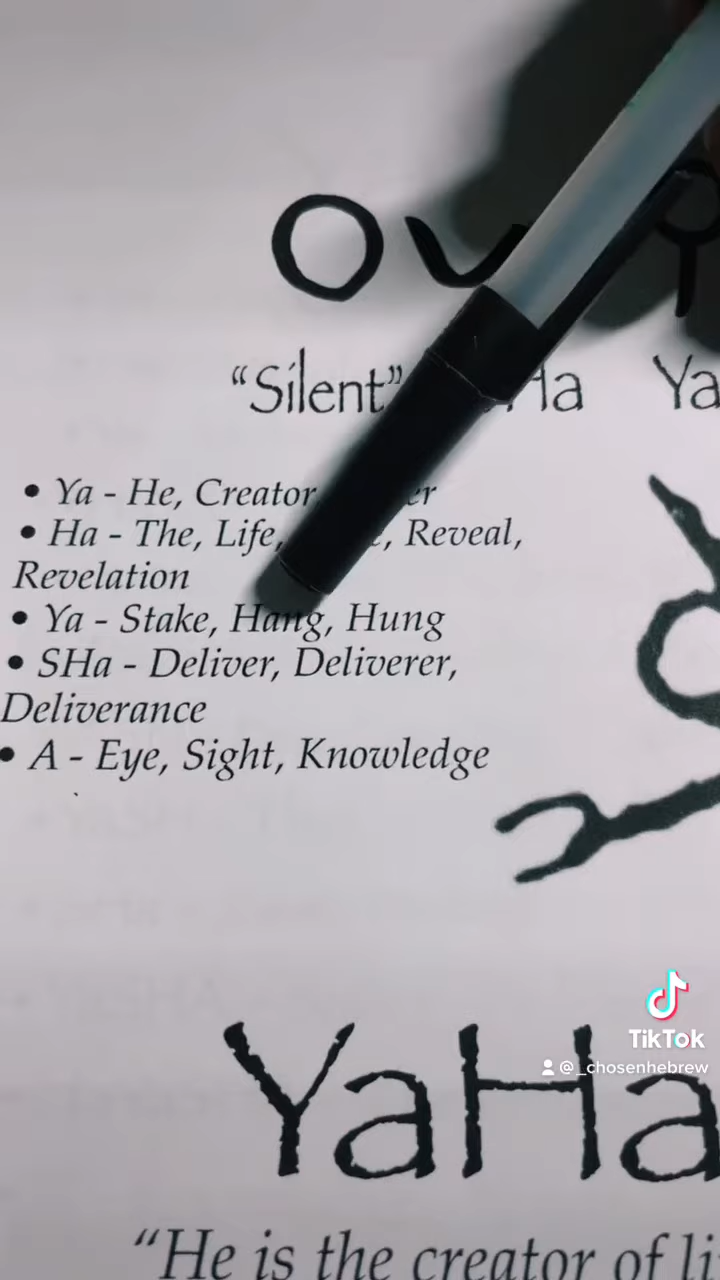 “Silent” Ya
• Ya - He, Creator
• Ha - The, Life, Reveal,
Revelation
• Ya - Stake, Hang, Hung
• SHa - Deliver, Deliverer,
Deliverance
• A - Eye, Sight, Knowledge
TikTok
@_chosenhebrew
YaHa
“He is the creator of